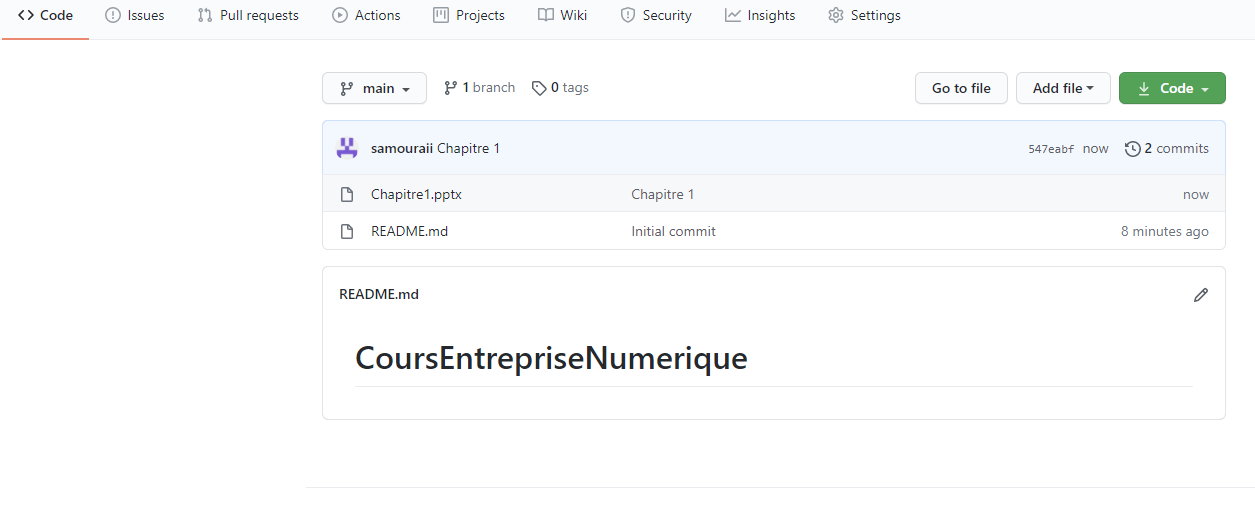 Code Issues Pull requests Actions Projects Wiki Security Insights Settings
main 1 branch 0 tags Go to file Add file Code
samouraii Chapitre 1 547eabf now 2 commits
Chapitre1.pptx Chapitre 1 now
README.md Initial commit 8 minutes ago
README.md
CoursEntrepriseNumerique